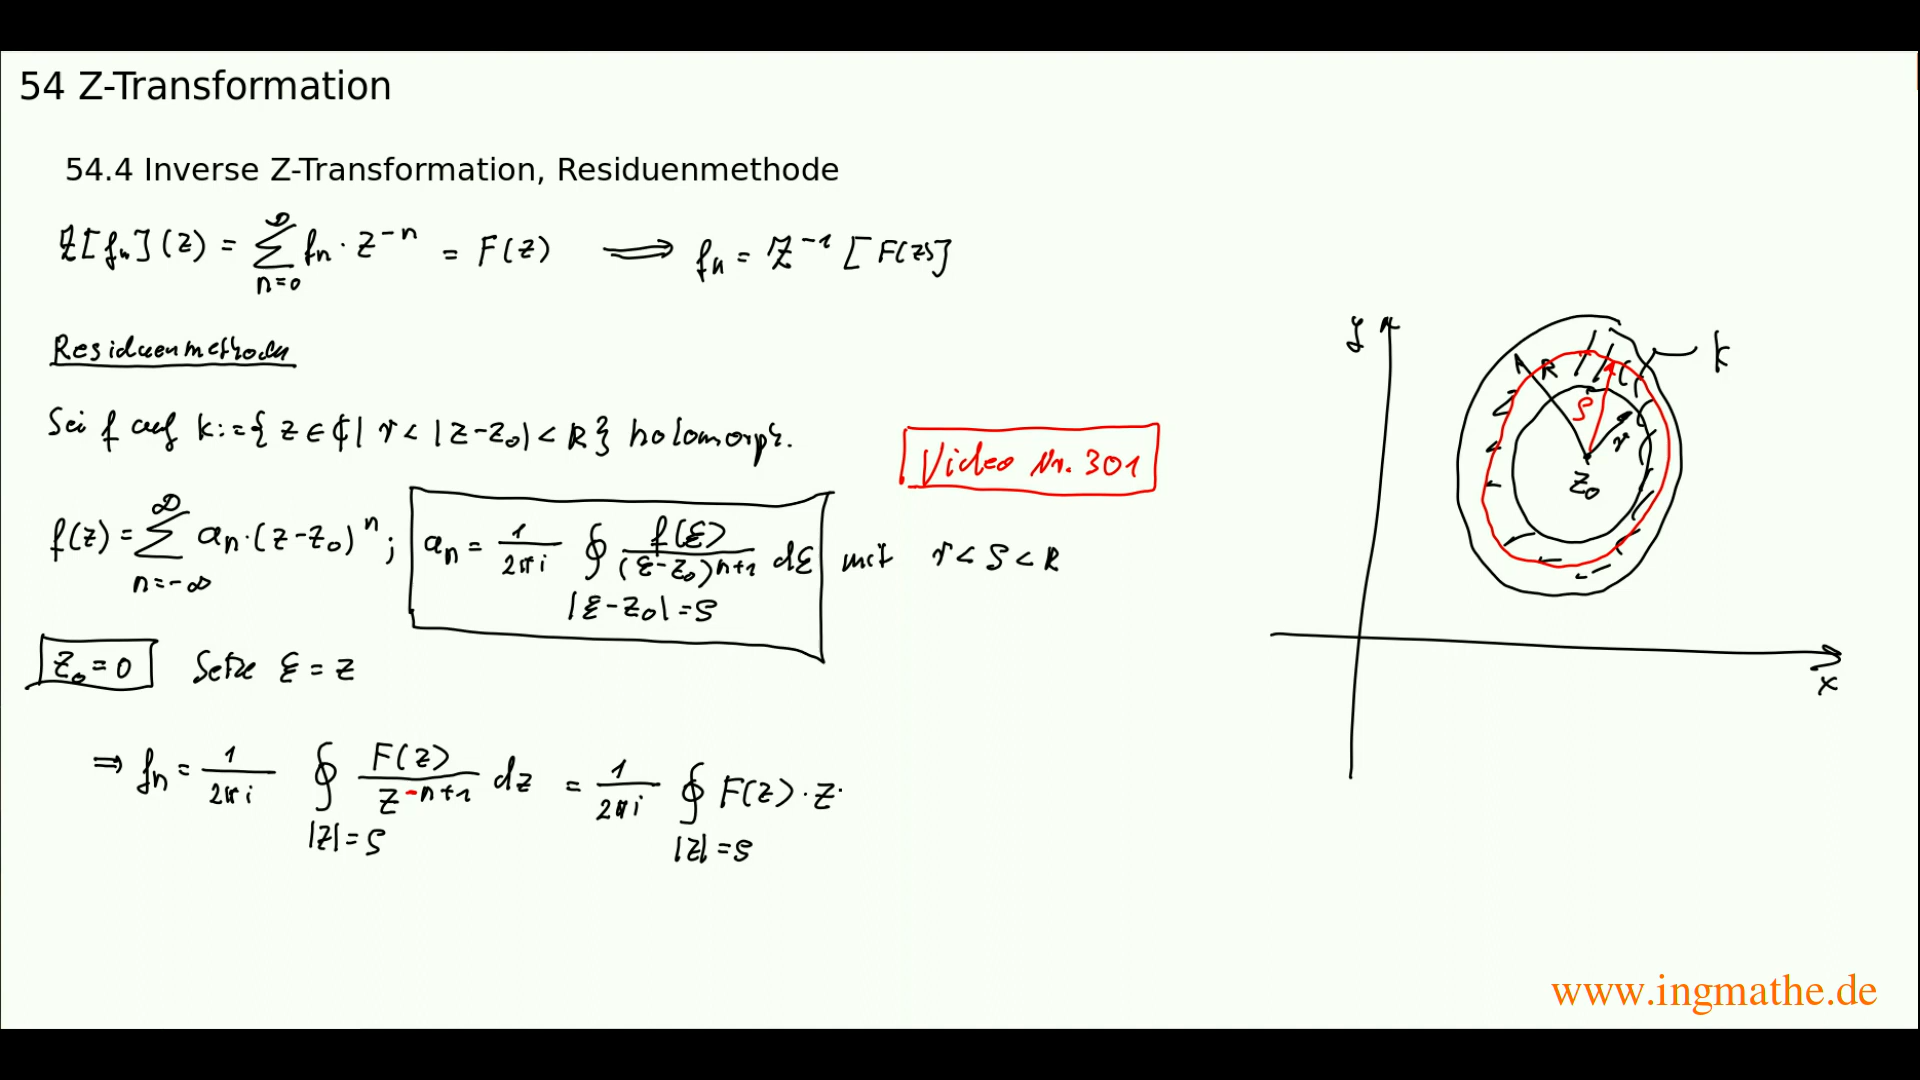 54 Z-Transformation
54.4 Inverse Z-Transformation, Residuenmethode
Z[fn](z) = ∑ n=0 ∞ fn · z⁻ⁿ = F(z) ⟹ fn = Z⁻¹[F(z)]
Residuenmethode
Sei f auf K:={z∈ℂ| r<|z-z₀|<R} holomorph.
Video Nr. 301
f(z) = ∑ n=-∞ ∞ an·(z-z₀)ⁿ; an = 1/(2πi) ∮ |ξ-z₀|=ρ f(ξ)/(ξ-z₀)ⁿ⁺¹ dξ mit r<ρ<R
z₀=0 Setze ξ = z
⇒ fn = 1/(2πi) ∮ |z|=ρ F(z)/z⁻ⁿ⁺¹ dz = 1/(2πi) ∮ |z|=ρ F(z)·z
y
R
ρ
r
z₀
K
x
www.ingmathe.de